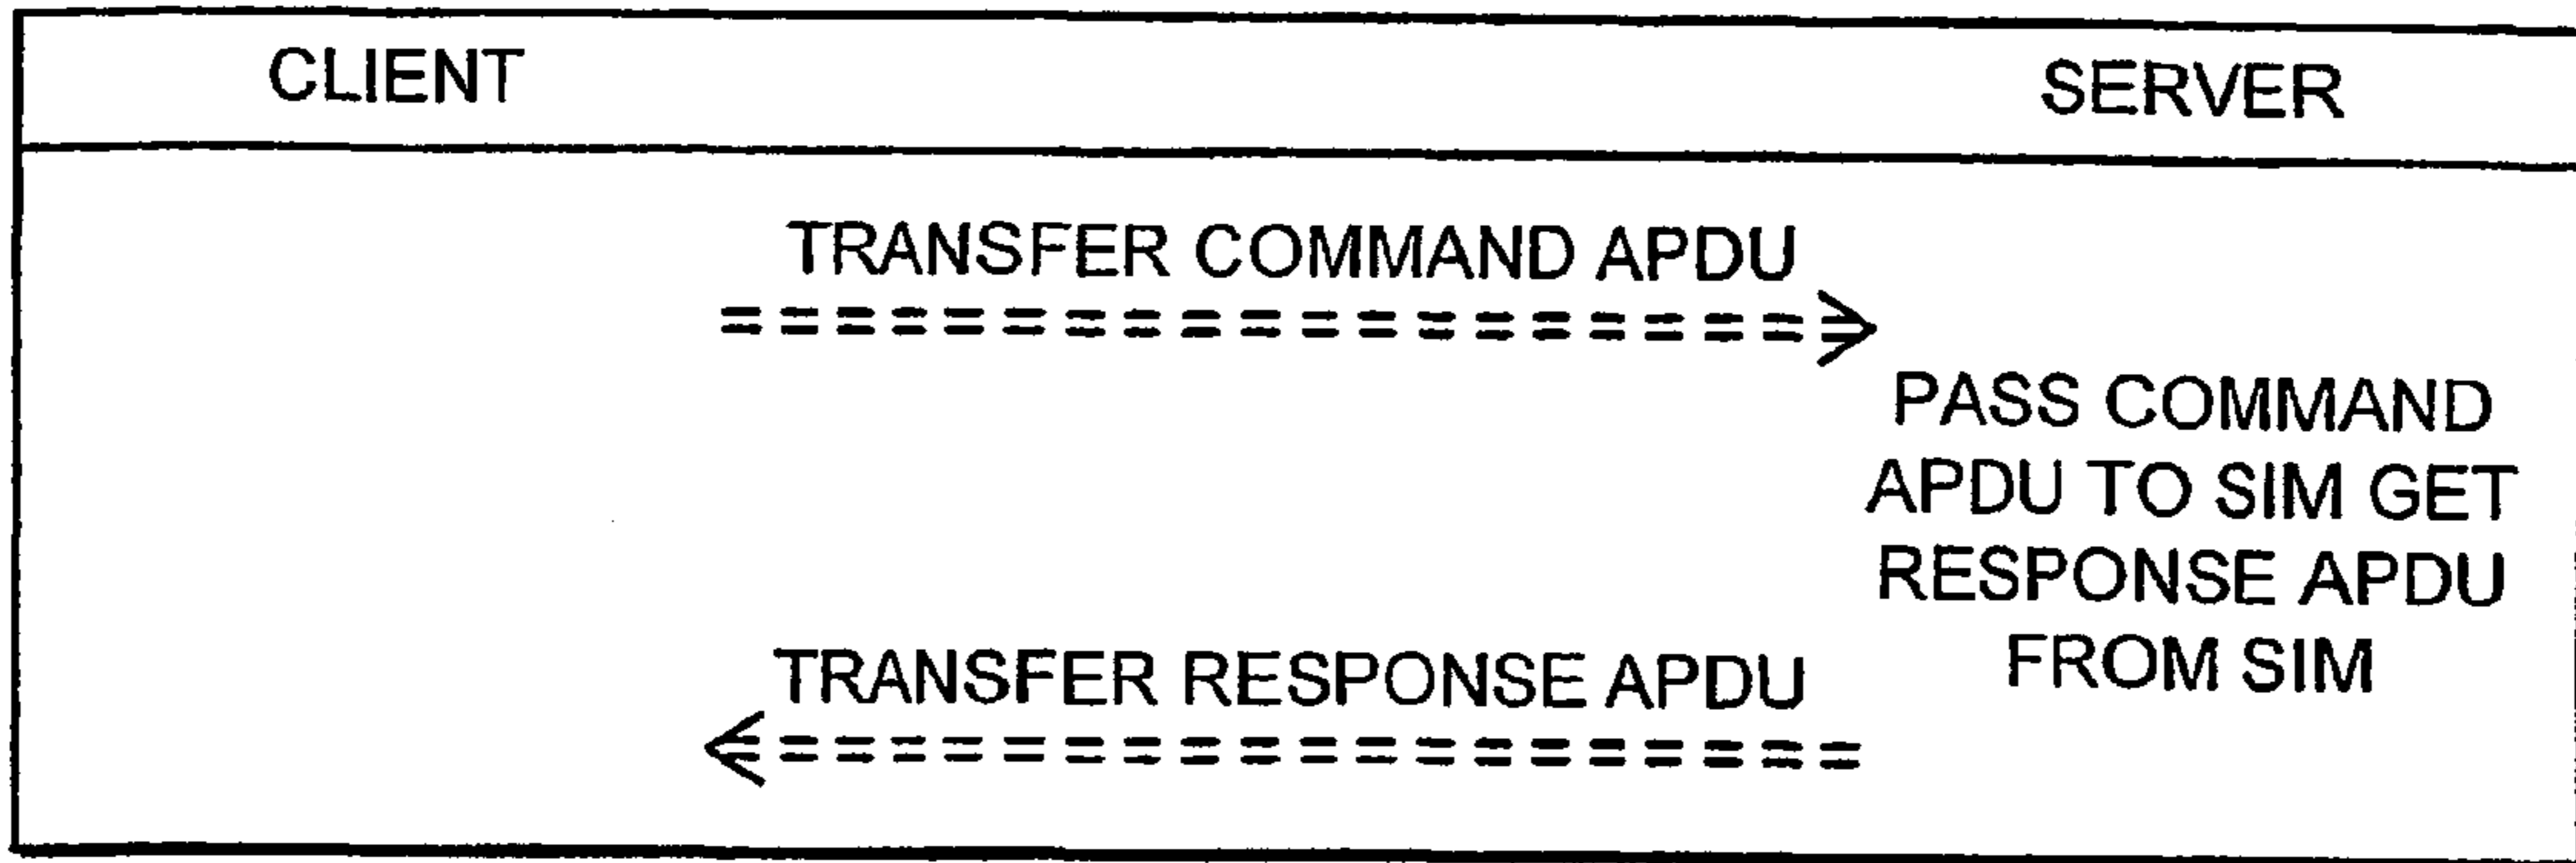 CLIENT
SERVER
TRANSFER COMMAND APDU
PASS COMMAND
APDU TO SIM GET
RESPONSE APDU
FROM SIM
TRANSFER RESPONSE APDU